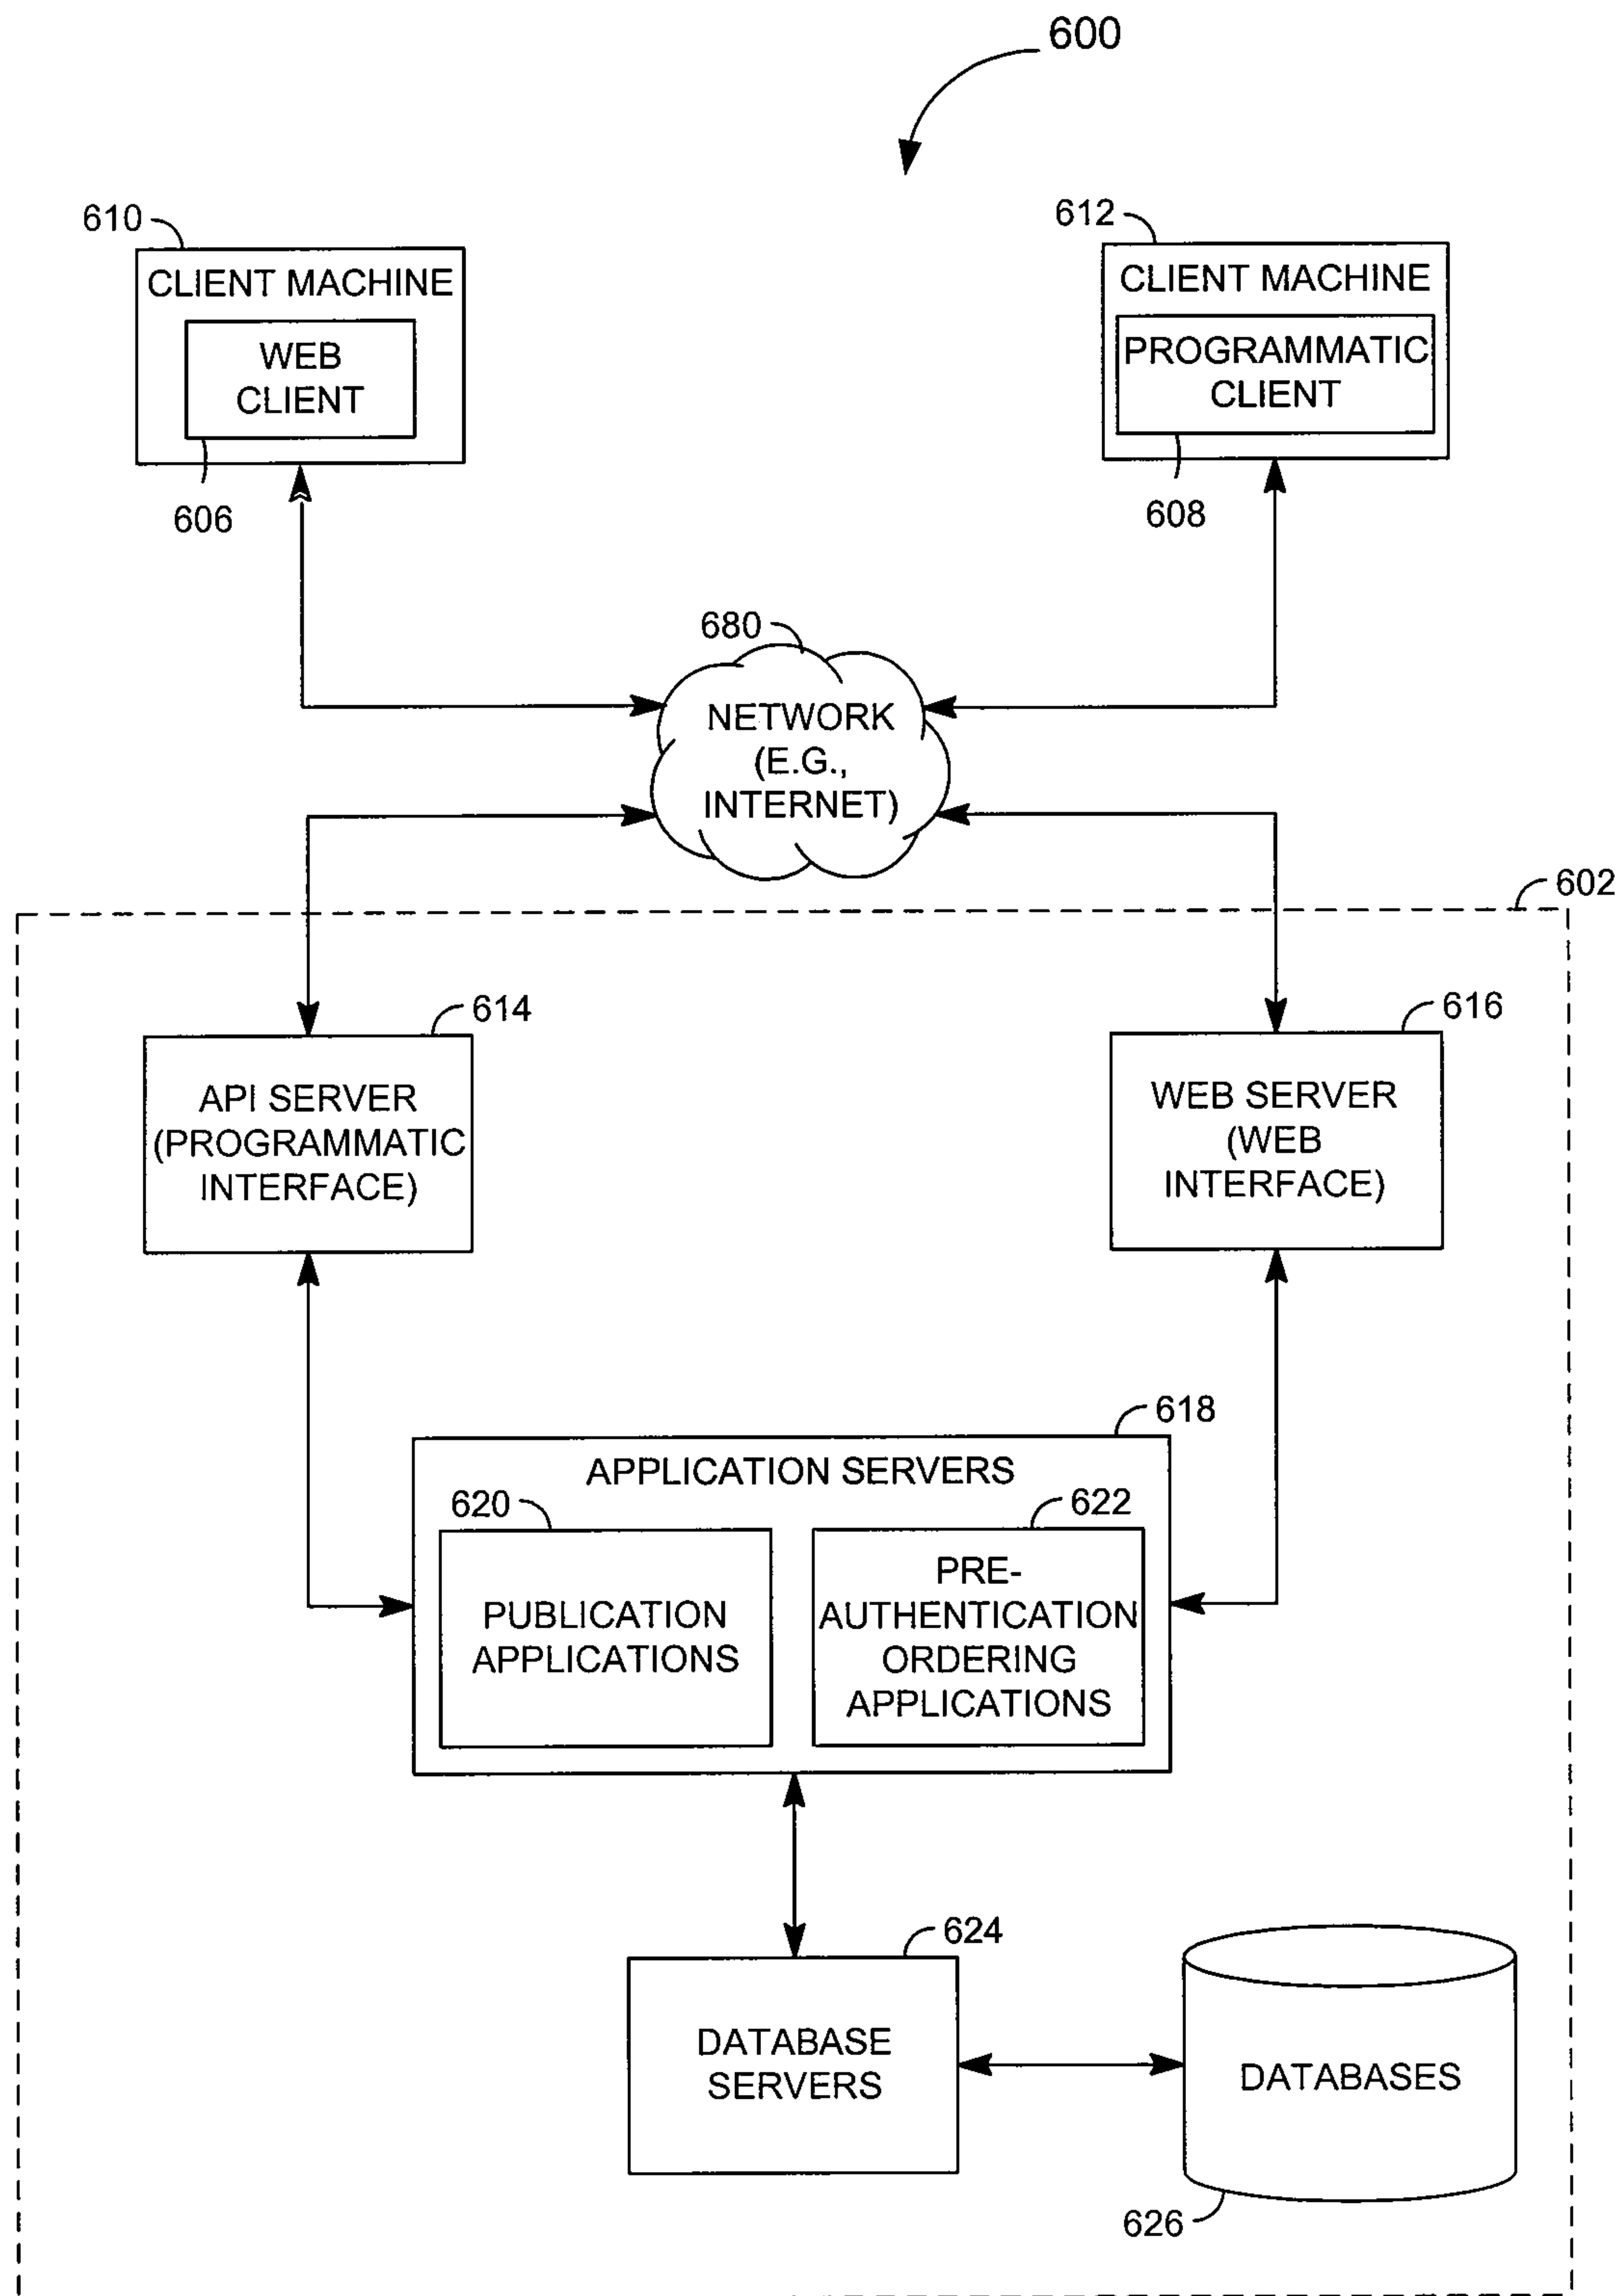 600
610
612
CLIENT MACHINE
WEB
CLIENT
606
CLIENT MACHINE
PROGRAMMATIC
CLIENT
608
680
NETWORK
(E.G.,
INTERNET)
602
614
616
API SERVER
(PROGRAMMATIC
INTERFACE)
WEB SERVER
(WEB
INTERFACE)
618
APPLICATION SERVERS
620
622
PUBLICATION
APPLICATIONS
PRE-
AUTHENTICATION
ORDERING
APPLICATIONS
624
DATABASE
SERVERS
DATABASES
626